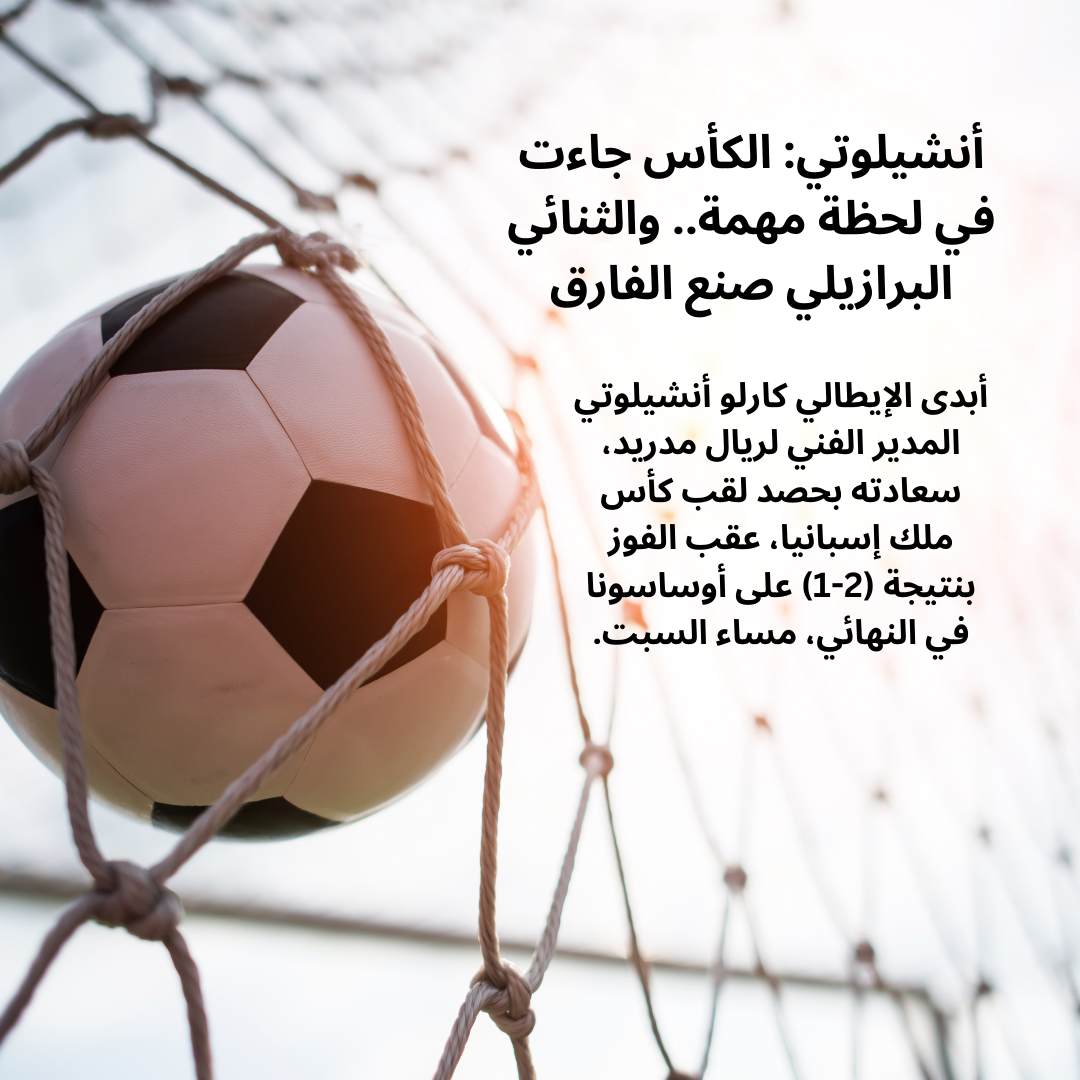 أنشيلوتي: الكأس جاءت
في لحظة مهمة.. والثنائي
البرازيلي صنع الفارق
أبدى الإيطالي كارلو أنشيلوتي
المدير الفني لريال مدريد،
سعادته بحصد لقب كأس
ملك إسبانيا، عقب الفوز
بنتيجة (2-1) على أوساسونا
في النهائي، مساء السبت.